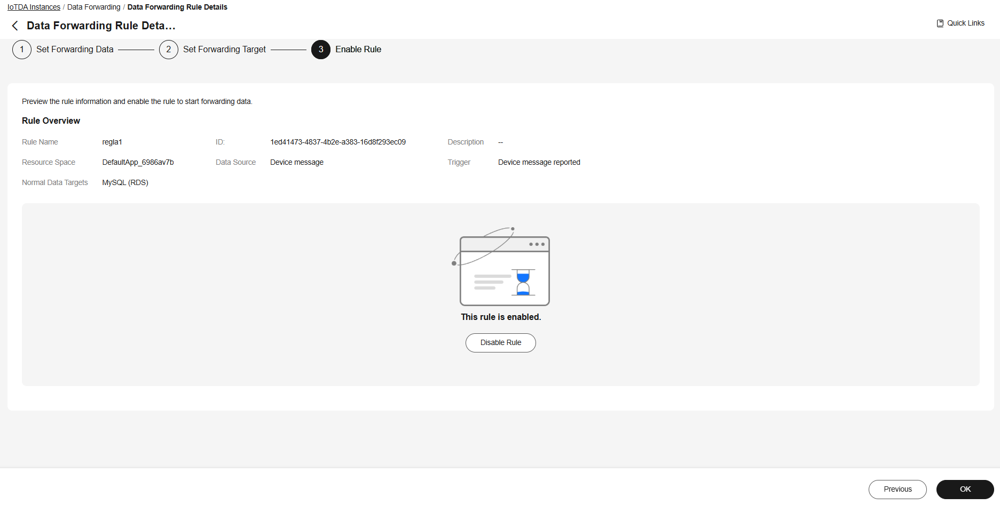 IoTDA Instances / Data Forwarding / Data Forwarding Rule Details
Data Forwarding Rule Deta...
Quick Links
1 Set Forwarding Data 2 Set Forwarding Target 3 Enable Rule
Preview the rule information and enable the rule to start forwarding data.
Rule Overview
Rule Name regla1 ID: 1ed41473-4837-4b2e-a383-16d8f293ec09 Description --
Resource Space DefaultApp_6986av7b Data Source Device message Trigger Device message reported
Normal Data Targets MySQL (RDS)
This rule is enabled.
Disable Rule
Previous OK